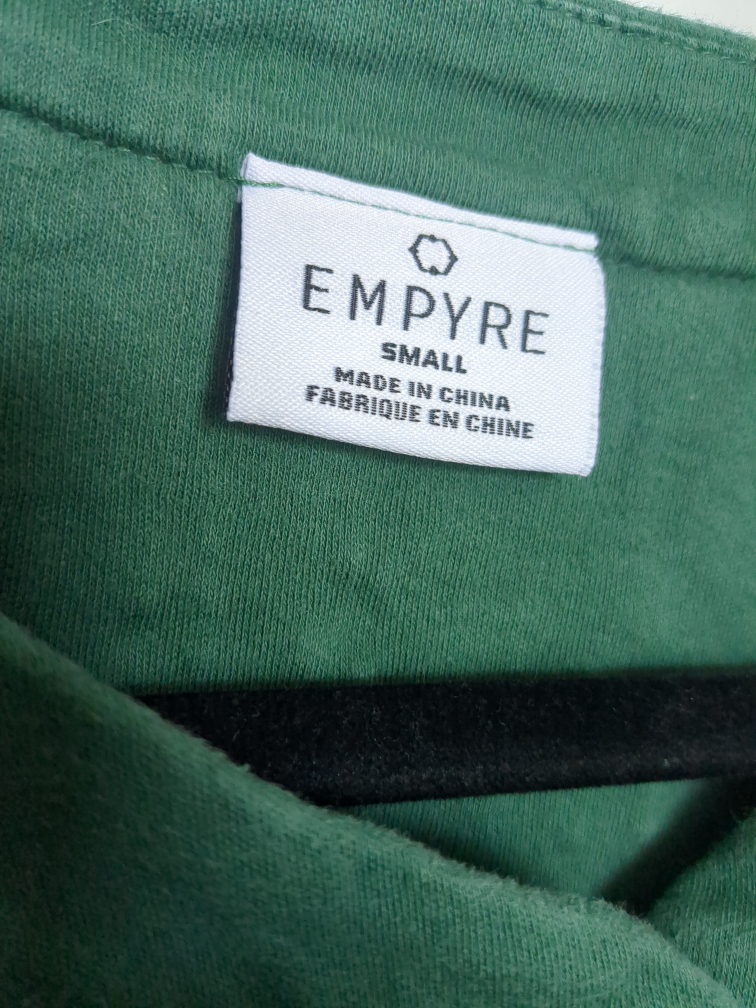 EMPYRE
SMALL
MADE IN CHINA
FABRIQUE EN CHINE